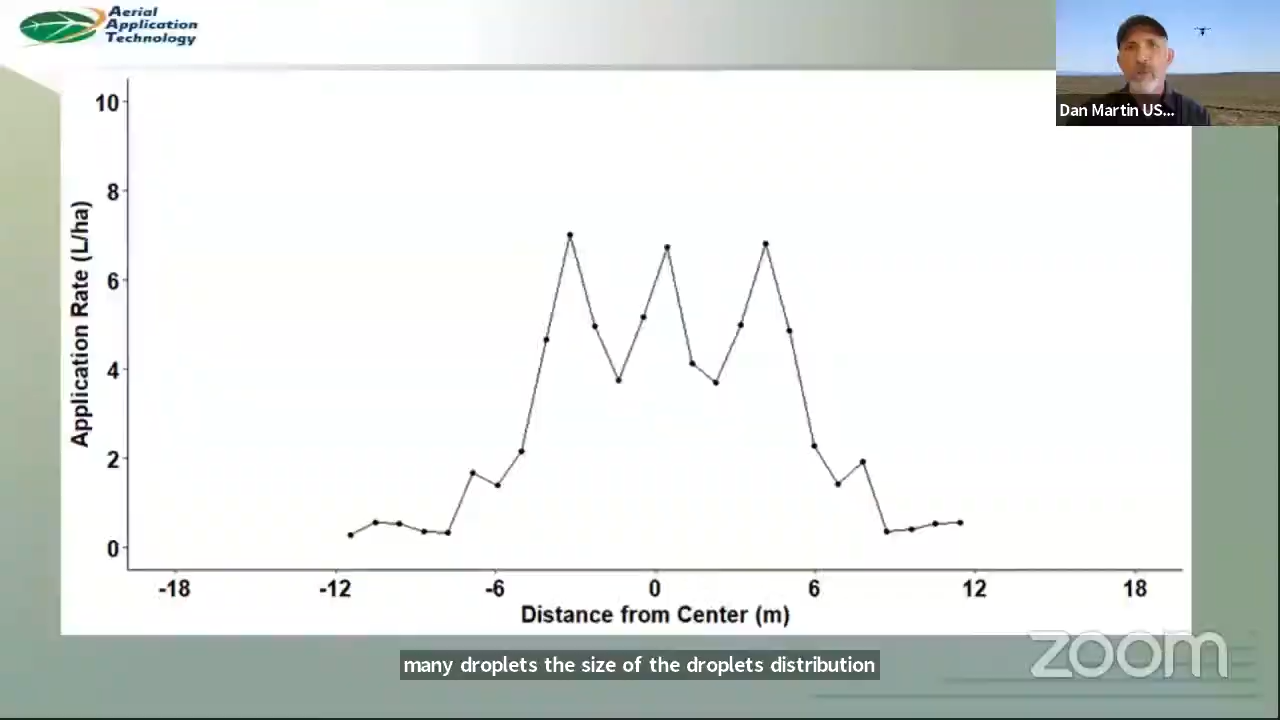 Aerial
Application
Technology
Dan Martin US...
10
8
6
4
2
0
Application Rate (L/ha)
-18 -12 -6 0 6 12 18
Distance from Center (m)
many droplets the size of the droplets distribution
zoom